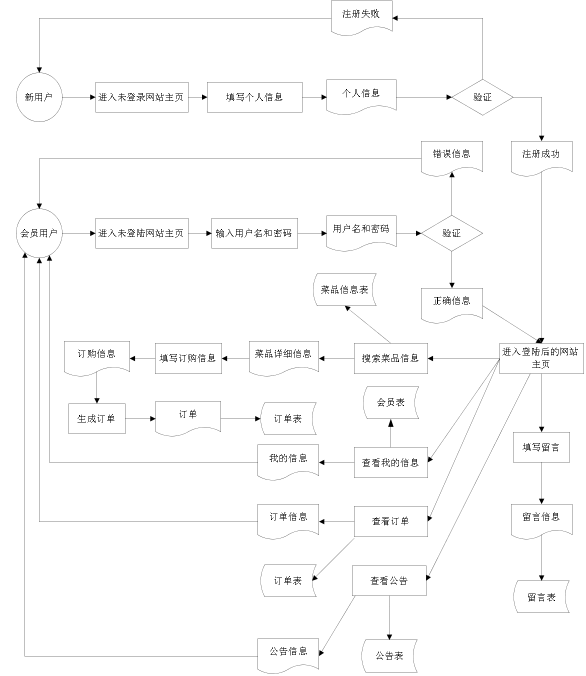 注册失败
新用户
进入未登录网站主页
填写个人信息
个人信息
验证
错误信息
注册成功
会员用户
进入未登陆网站主页
输入用户名和密码
用户名和密码
验证
菜品信息表
正确信息
订购信息
填写订购信息
菜品详细信息
搜索菜品信息
进入登陆后的网站
主页
会员表
生成订单
订单
订单表
填写留言
我的信息
查看我的信息
订单信息
查看订单
留言信息
订单表
查看公告
留言表
公告信息
公告表